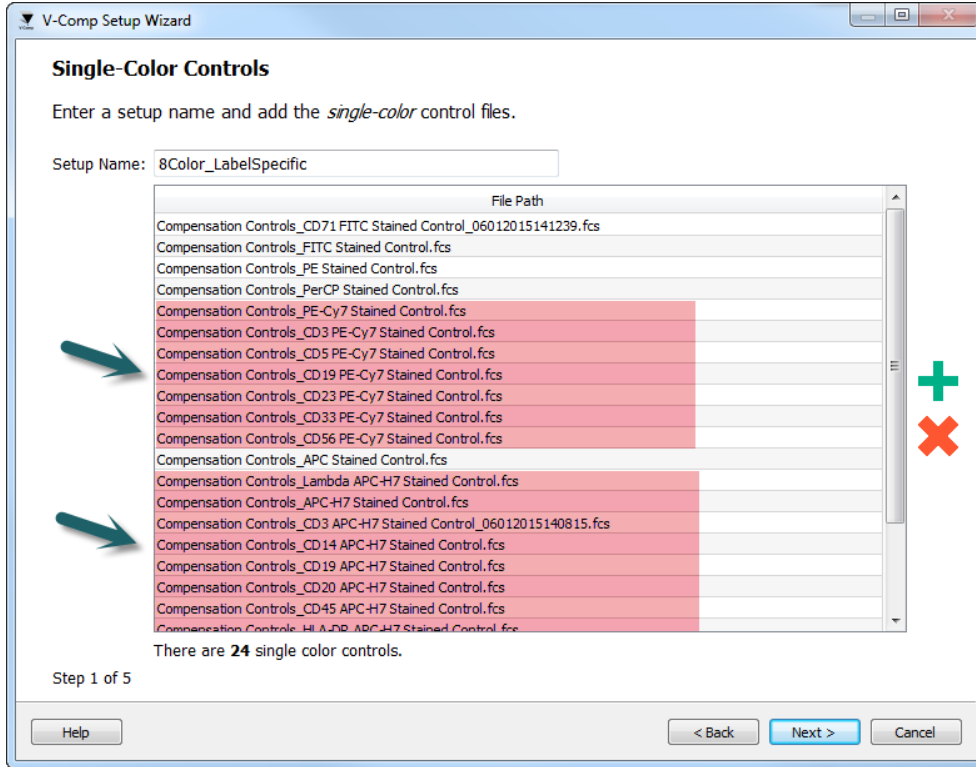 V-Comp Setup Wizard
Single-Color Controls
Enter a setup name and add the single-color control files.
Setup Name: 8Color_LabelSpecific
File Path
Compensation Controls_CD71 FITC Stained Control_06012015141239.fcs
Compensation Controls_FITC Stained Control.fcs
Compensation Controls_PE Stained Control.fcs
Compensation Controls_PerCP Stained Control.fcs
Compensation Controls_PE-Cy7 Stained Control.fcs
Compensation Controls_CD3 PE-Cy7 Stained Control.fcs
Compensation Controls_CD5 PE-Cy7 Stained Control.fcs
Compensation Controls_CD19 PE-Cy7 Stained Control.fcs
Compensation Controls_CD23 PE-Cy7 Stained Control.fcs
Compensation Controls_CD33 PE-Cy7 Stained Control.fcs
Compensation Controls_CD56 PE-Cy7 Stained Control.fcs
Compensation Controls_APC Stained Control.fcs
Compensation Controls_Lambda APC-H7 Stained Control.fcs
Compensation Controls_APC-H7 Stained Control.fcs
Compensation Controls_CD3 APC-H7 Stained Control_06012015140815.fcs
Compensation Controls_CD14 APC-H7 Stained Control.fcs
Compensation Controls_CD19 APC-H7 Stained Control.fcs
Compensation Controls_CD20 APC-H7 Stained Control.fcs
Compensation Controls_CD45 APC-H7 Stained Control.fcs
Compensation Controls_HLA-DR APC-H7 Stained Control.fcs
There are 24 single color controls.
Step 1 of 5
Help
< Back
Next >
Cancel